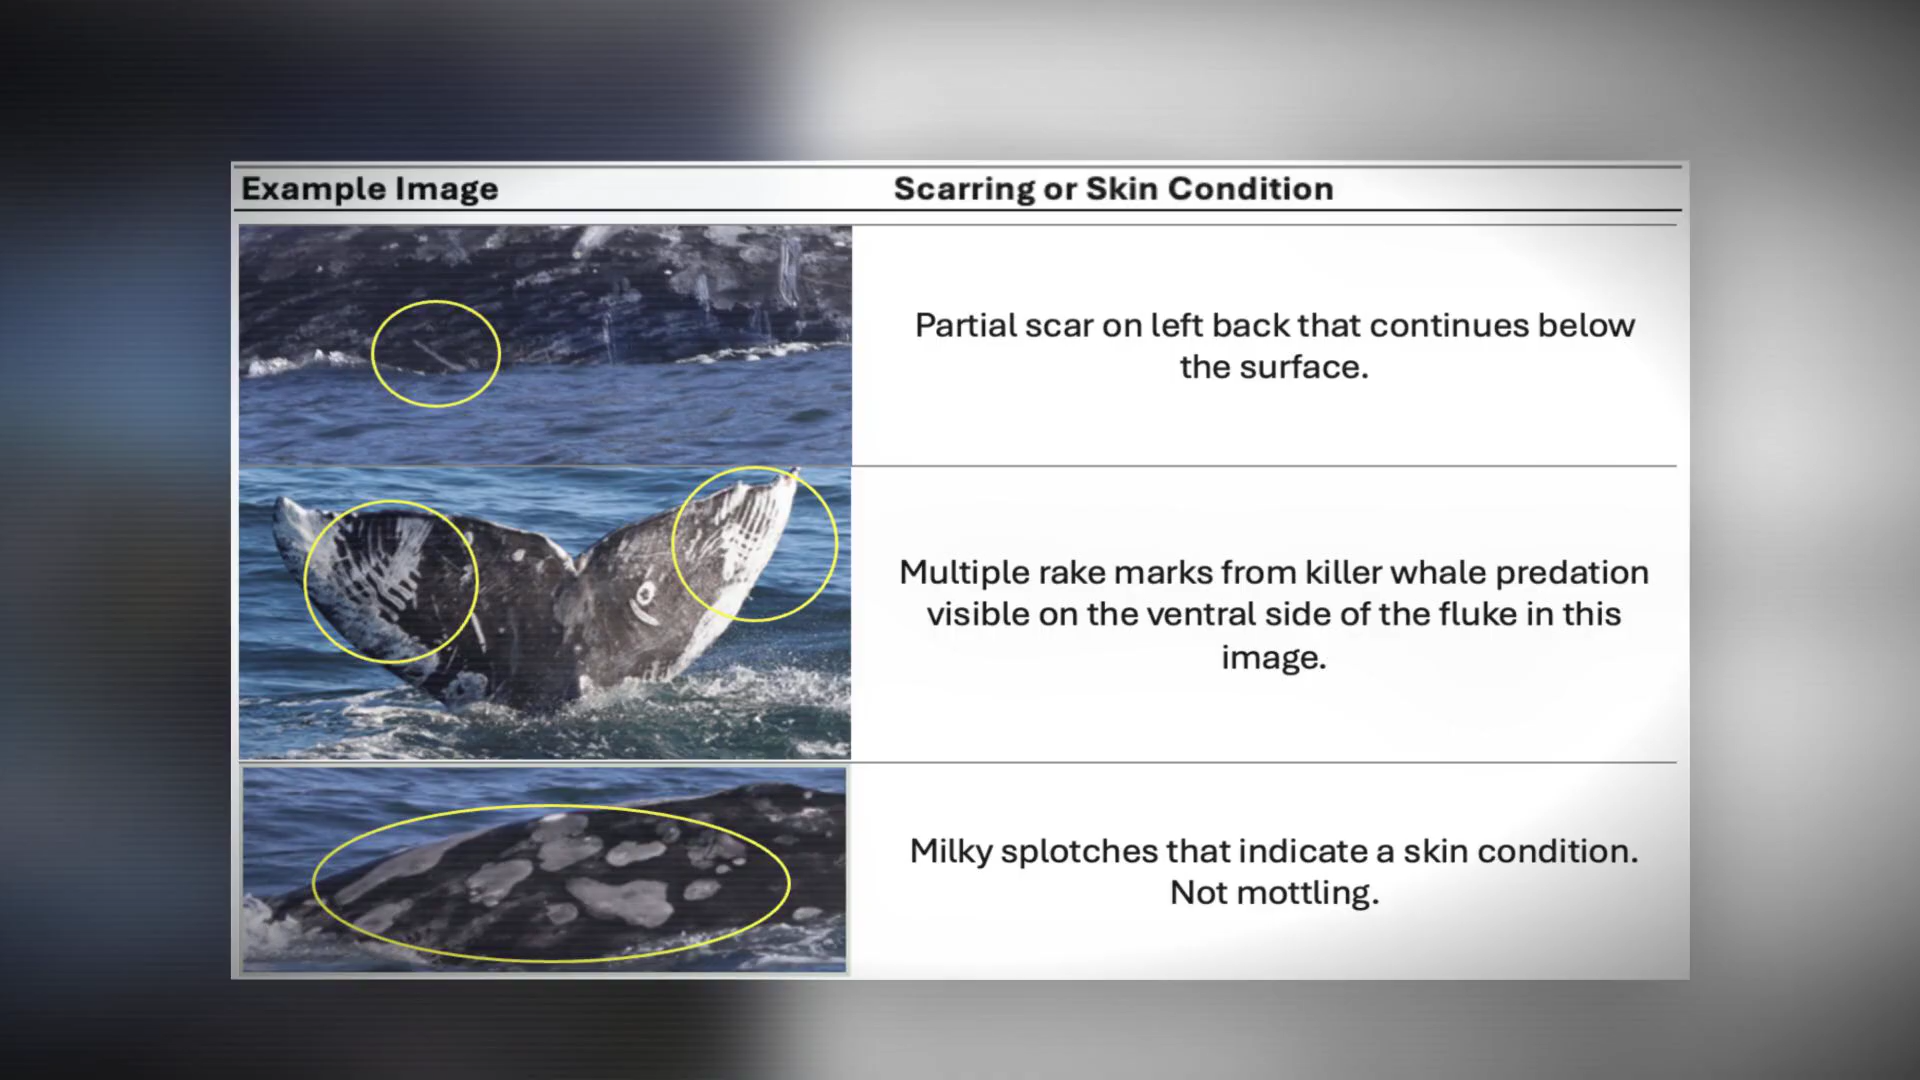 Example Image
Scarring or Skin Condition
Partial scar on left back that continues below
the surface.
Multiple rake marks from killer whale predation
visible on the ventral side of the fluke in this
image.
Milky splotches that indicate a skin condition.
Not mottling.